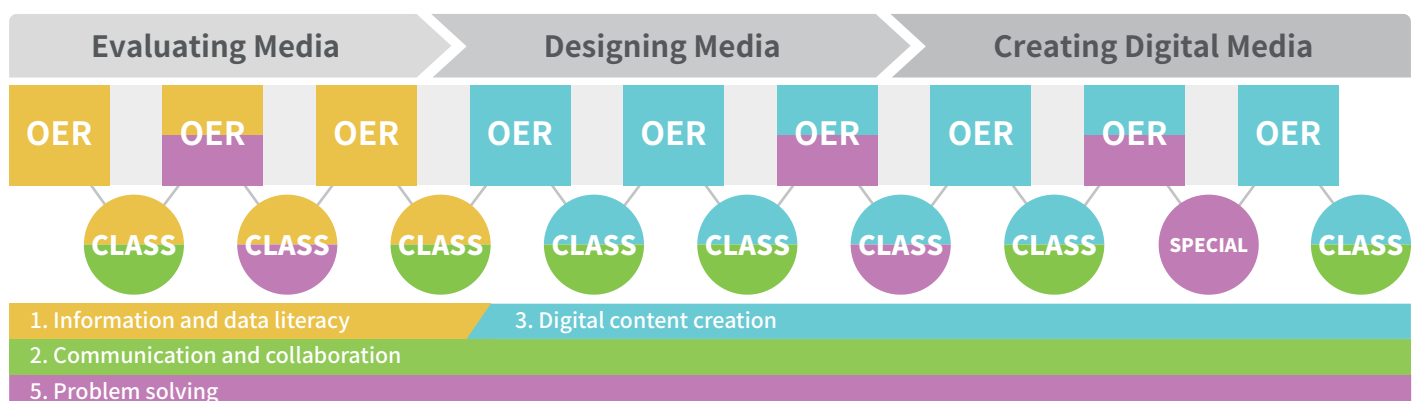 Evaluating Media
Designing Media
Creating Digital Media
OER
OER
OER
OER
OER
OER
OER
OER
OER
CLASS
CLASS
CLASS
CLASS
CLASS
CLASS
CLASS
SPECIAL
CLASS
1. Information and data literacy
3. Digital content creation
2. Communication and collaboration
5. Problem solving